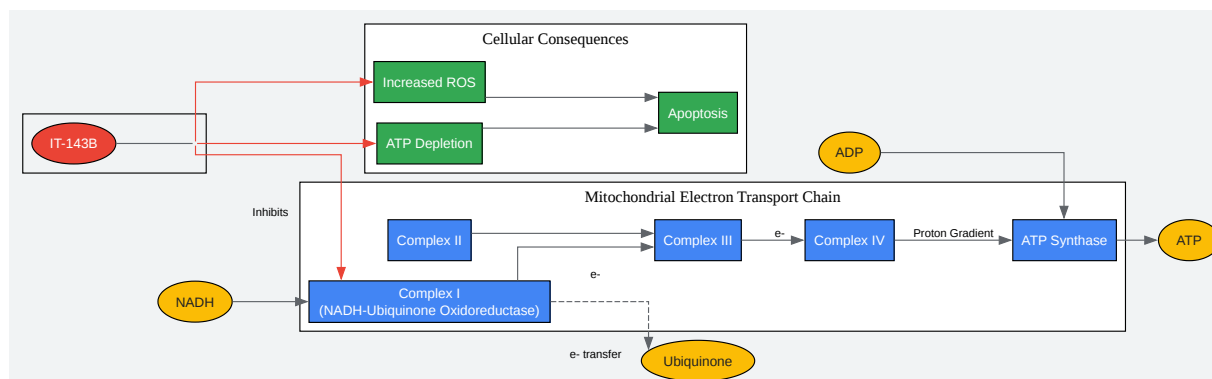 Cellular Consequences
Increased ROS
Apoptosis
IT-143B
ATP Depletion
ADP
Mitochondrial Electron Transport Chain
Inhibits
Complex II
Complex III
e-
Complex IV
Proton Gradient
ATP Synthase
ATP
e-
NADH
Complex I
(NADH-Ubiquinone Oxidoreductase)
e- transfer
Ubiquinone